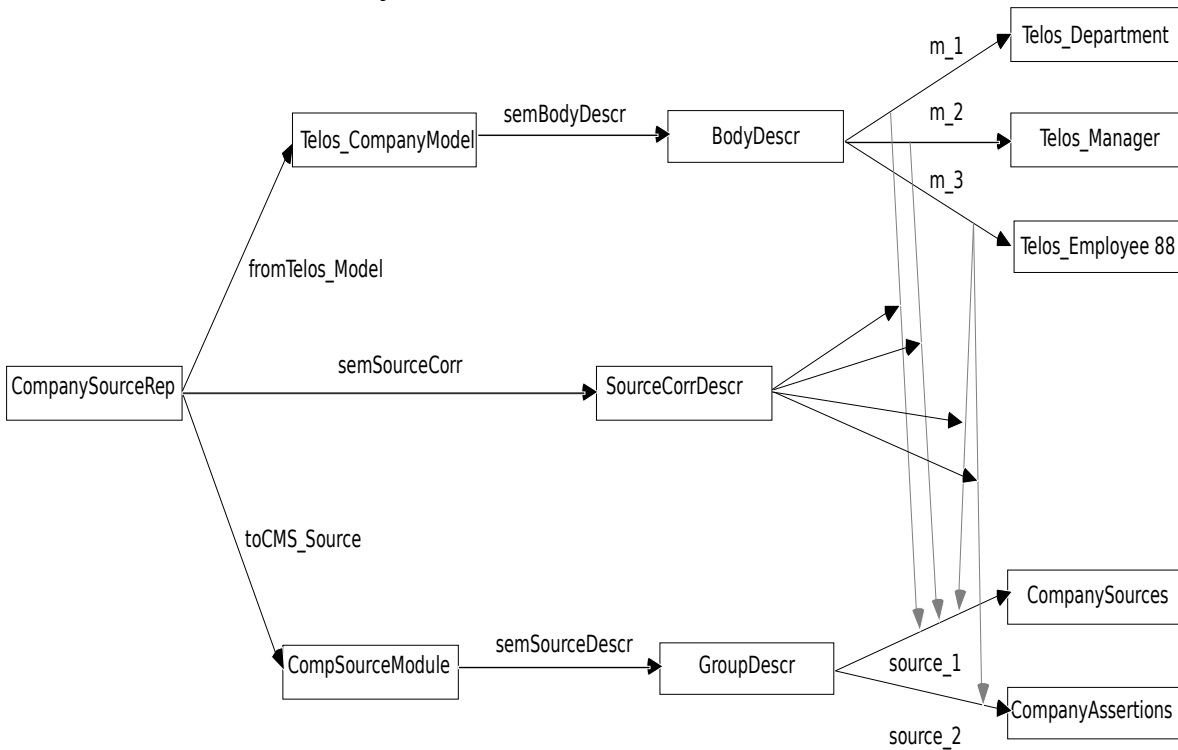 m_1
Telos_Department
semBodyDescr
m_2
Telos_CompanyModel
BodyDescr
Telos_Manager
m_3
Telos_Employee 88
fromTelos_Model
semSourceCorr
CompanySourceRep
SourceCorrDescr
toCMS_Source
CompanySources
semSourceDescr
CompSourceModule
GroupDescr
source_1
CompanyAssertions
source_2